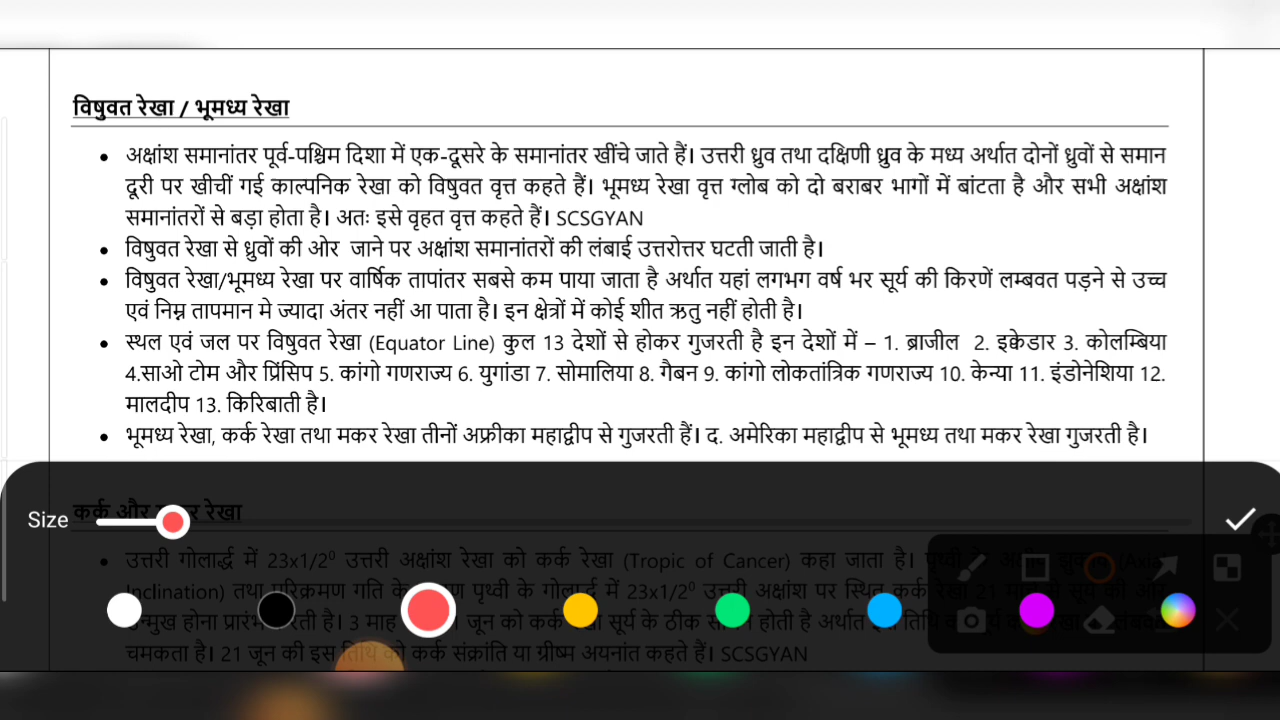 विषुवत रेखा / भूमध्य रेखा
• अक्षांश समानांतर पूर्व-पश्चिम दिशा में एक-दूसरे के समानांतर खींचे जाते हैं। उत्तरी ध्रुव तथा दक्षिणी ध्रुव के मध्य अर्थात दोनों ध्रुवों से समान
दूरी पर खीचीं गई काल्पनिक रेखा को विषुवत वृत्त कहते हैं। भूमध्य रेखा वृत्त ग्लोब को दो बराबर भागों में बांटता है और सभी अक्षांश
समानांतरों से बड़ा होता है। अतः इसे वृहत वृत्त कहते हैं। SCSGYAN
• विषुवत रेखा से ध्रुवों की ओर जाने पर अक्षांश समानांतरों की लंबाई उत्तरोत्तर घटती जाती है।
• विषुवत रेखा/भूमध्य रेखा पर वार्षिक तापांतर सबसे कम पाया जाता है अर्थात यहां लगभग वर्ष भर सूर्य की किरणें लम्बवत पड़ने से उच्च
एवं निम्न तापमान मे ज्यादा अंतर नहीं आ पाता है। इन क्षेत्रों में कोई शीत ऋतु नहीं होती है।
• स्थल एवं जल पर विषुवत रेखा (Equator Line) कुल 13 देशों से होकर गुजरती है इन देशों में – 1. ब्राजील 2. इक्वेडार 3. कोलम्बिया
4.साओ टोम और प्रिंसिप 5. कांगो गणराज्य 6. युगांडा 7. सोमालिया 8. गैबन 9. कांगो लोकतांत्रिक गणराज्य 10. केन्या 11. इंडोनेशिया 12.
मालदीप 13. किरिबाती है।
• भूमध्य रेखा, कर्क रेखा तथा मकर रेखा तीनों अफ्रीका महाद्वीप से गुजरती हैं। द. अमेरिका महाद्वीप से भूमध्य तथा मकर रेखा गुजरती है।
Size
कर्क और रेखा
• उत्तरी गोलार्द्ध में 23x1/2⁰ उत्तरी अक्षांश रेखा को कर्क रेखा (Tropic of Cancer) कहा जाता है।
Inclination) तथा परिक्रमण गति के पृथ्वी के गोलार्द्ध में 23x1/2⁰ उत्तरी अक्षांश पर स्थित कर्क
होना जून को कर्क सूर्य के ठीक होती है अर्थात
चमकता है। 21 जून की इस तिथि को कर्क संक्रांति या ग्रीष्म अयनांत कहते हैं। SCSGYAN